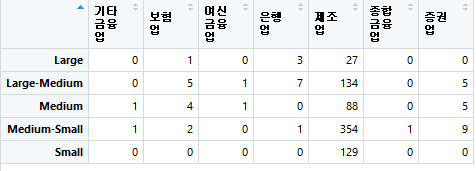 기타금융업 보험업 여신금융업 은행업 제조업 종합금융업 증권업
Large 0 1 0 3 27 0 0
Large-Medium 0 5 1 7 134 0 5
Medium 1 4 1 0 88 0 5
Medium-Small 1 2 0 1 354 1 9
Small 0 0 0 0 129 0 0